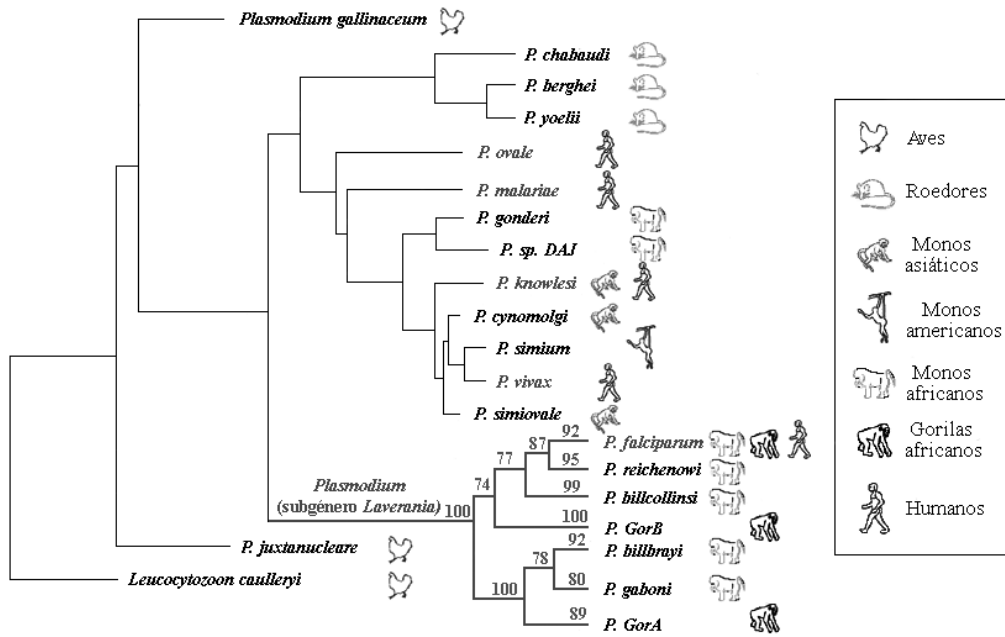 Plasmodium gallinaceum
P. chabaudi
P. berghei
P. yoelii
P. ovale
P. malariae
P. gonderi
P. sp. DAJ
P. knowlesi
P. cynomolgi
P. simium
P. vivax
P. simiovale
92
P. falciparum
87
77
95
P. reichenowi
74
99
P. billcollinsi
Plasmodium
(subgénero Laverania)
100
100
P. GorB
92
P. billbrayi
78
80
P. gaboni
100
89
P. GorA
P. juxtanucleare
Leucocytozoon caulleryi
Aves
Roedores
Monos
asiáticos
Monos
americanos
Monos
africanos
Gorilas
africanos
Humanos